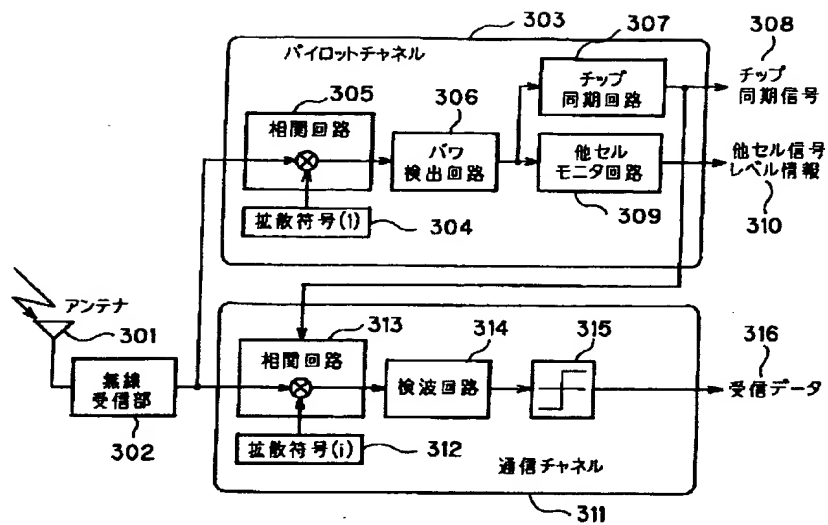 303
307
308
パイロットチャネル
チップ
同期回路
チップ
同期信号
305
306
相関回路
パワ
検出回路
他セル
モニタ回路
他セル信号
レベル情報
309
310
拡散符号(1)
304
アンテナ
301
無線
受信部
302
313
314
315
316
相関回路
検波回路
受信データ
拡散符号(i)
312
通信チャネル
311